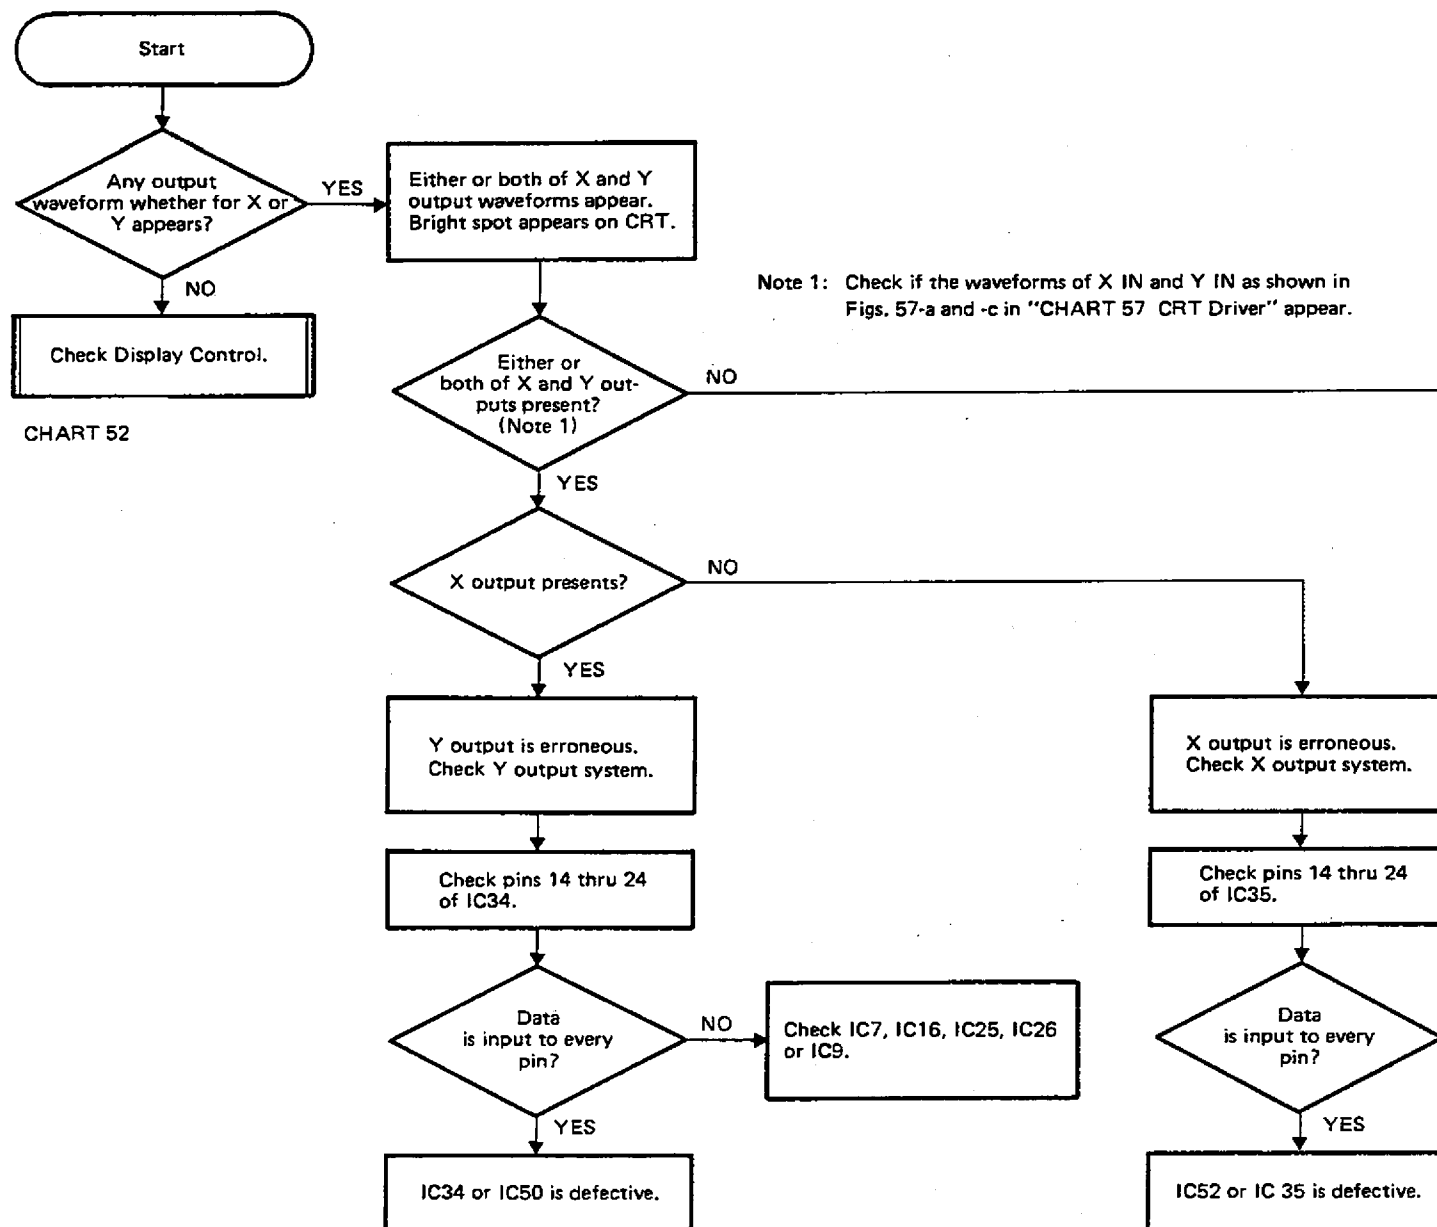 Start
Any output
waveform whether for X or
Y appears?
YES
Either or both of X and Y
output waveforms appear.
Bright spot appears on CRT.
NO
Check Display Control.
CHART 52
Note 1: Check if the waveforms of X IN and Y IN as shown in
Figs. 57-a and -c in "CHART 57 CRT Driver" appear.
Either or
both of X and Y out-
puts present?
(Note 1)
NO
YES
X output presents?
NO
YES
Y output is erroneous.
Check Y output system.
X output is erroneous.
Check X output system.
Check pins 14 thru 24
of IC34.
Check pins 14 thru 24
of IC35.
Data
is input to every
pin?
NO
Check IC7, IC16, IC25, IC26
or IC9.
Data
is input to every
pin?
YES
YES
IC34 or IC50 is defective.
IC52 or IC 35 is defective.